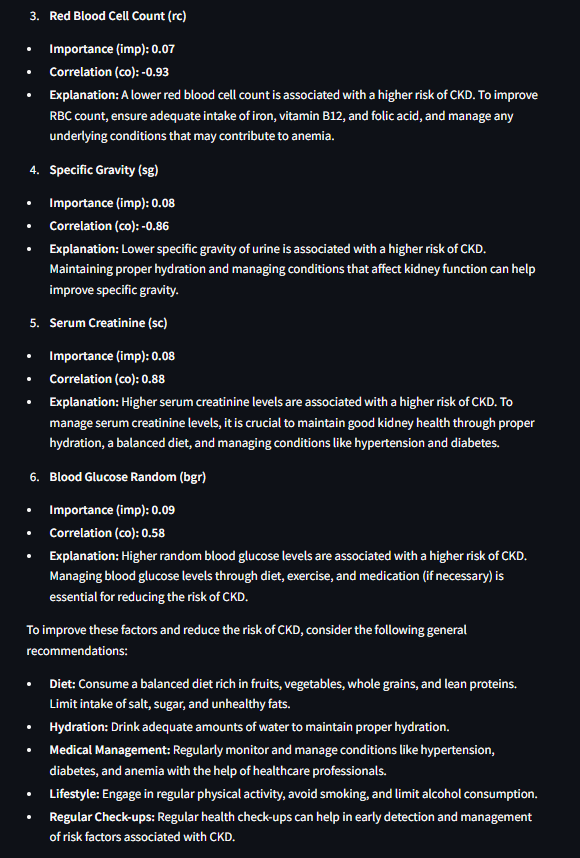 3. Red Blood Cell Count (rc)
• Importance (imp): 0.07
• Correlation (co): -0.93
• Explanation: A lower red blood cell count is associated with a higher risk of CKD. To improve
RBC count, ensure adequate intake of iron, vitamin B12, and folic acid, and manage any
underlying conditions that may contribute to anemia.
4. Specific Gravity (sg)
• Importance (imp): 0.08
• Correlation (co): -0.86
• Explanation: Lower specific gravity of urine is associated with a higher risk of CKD.
Maintaining proper hydration and managing conditions that affect kidney function can help
improve specific gravity.
5. Serum Creatinine (sc)
• Importance (imp): 0.08
• Correlation (co): 0.88
• Explanation: Higher serum creatinine levels are associated with a higher risk of CKD. To
manage serum creatinine levels, it is crucial to maintain good kidney health through proper
hydration, a balanced diet, and managing conditions like hypertension and diabetes.
6. Blood Glucose Random (bgr)
• Importance (imp): 0.09
• Correlation (co): 0.58
• Explanation: Higher random blood glucose levels are associated with a higher risk of CKD.
Managing blood glucose levels through diet, exercise, and medication (if necessary) is
essential for reducing the risk of CKD.
To improve these factors and reduce the risk of CKD, consider the following general
recommendations:
• Diet: Consume a balanced diet rich in fruits, vegetables, whole grains, and lean proteins.
Limit intake of salt, sugar, and unhealthy fats.
• Hydration: Drink adequate amounts of water to maintain proper hydration.
• Medical Management: Regularly monitor and manage conditions like hypertension,
diabetes, and anemia with the help of healthcare professionals.
• Lifestyle: Engage in regular physical activity, avoid smoking, and limit alcohol consumption.
• Regular Check-ups: Regular health check-ups can help in early detection and management
of risk factors associated with CKD.